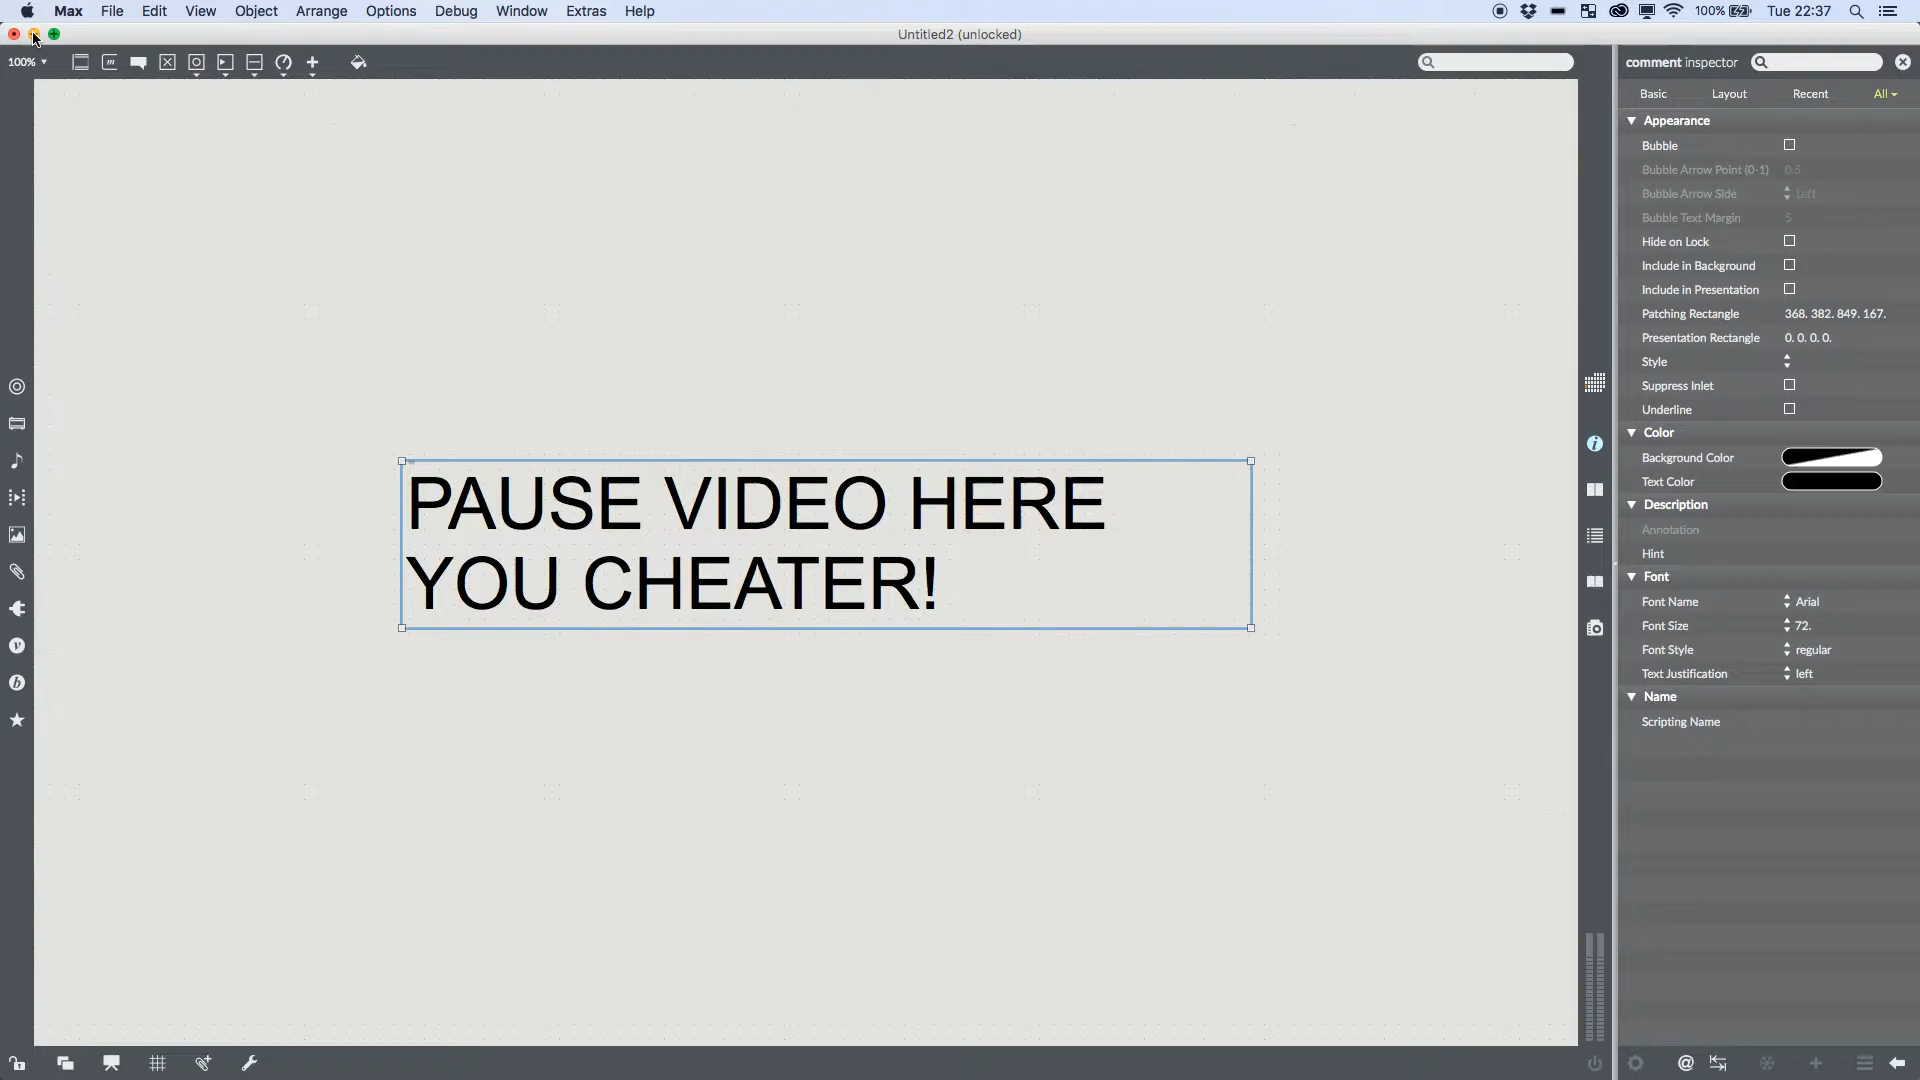 Max File Edit View Object Arrange Options Debug Window Extras Help
100% Tue 22:37
Untitled2 (unlocked)
100%
comment inspector
Basic Layout Recent All
Appearance
Bubble
Bubble Arrow Point (0-1) 0.5
Bubble Arrow Side Left
Bubble Text Margin 5
Hide on Lock
Include in Background
Include in Presentation
Patching Rectangle 368. 382. 849. 167.
Presentation Rectangle 0. 0. 0. 0.
Style
Suppress Inlet
Underline
Color
Background Color
Text Color
Description
Annotation
Hint
Font
Font Name Arial
Font Size 72.
Font Style regular
Text Justification left
Name
Scripting Name
PAUSE VIDEO HERE
YOU CHEATER!